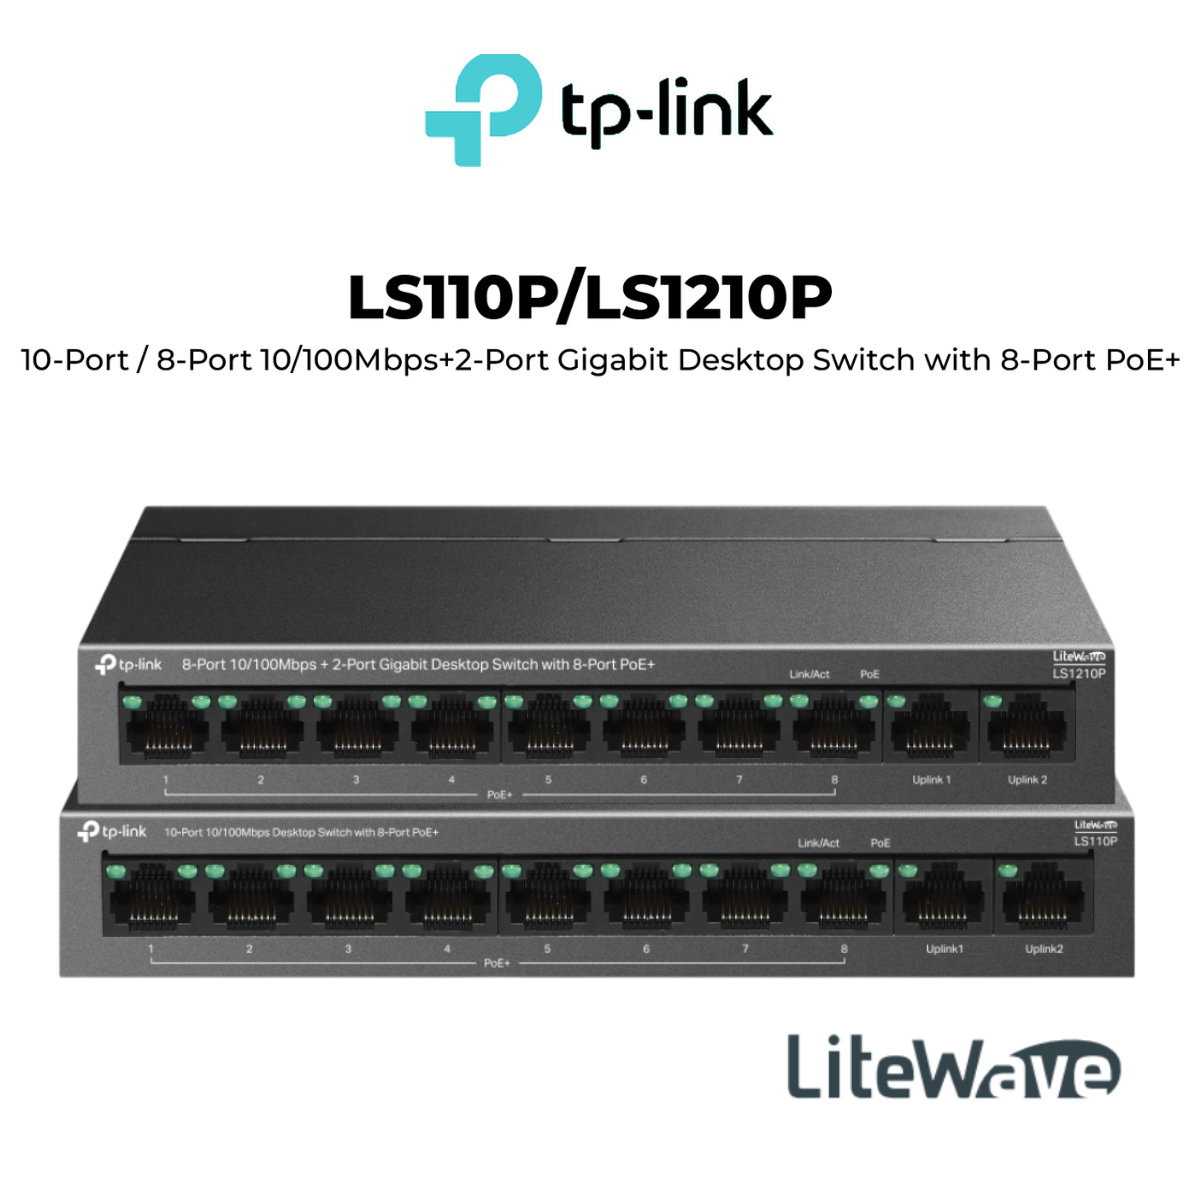 tp-link
LS110P/LS1210P
10-Port / 8-Port 10/100Mbps+2-Port Gigabit Desktop Switch with 8-Port PoE+
tp-link 8-Port 10/100Mbps + 2-Port Gigabit Desktop Switch with 8-Port PoE+
LiteWave
LS1210P
Link/Act PoE
1 2 3 4 5 6 7 8 Uplink 1 Uplink 2
PoE+
tp-link 10-Port 10/100Mbps Desktop Switch with 8-Port PoE+
LiteWave
LS110P
Link/Act PoE
1 2 3 4 5 6 7 8 Uplink1 Uplink2
PoE+
LiteWave